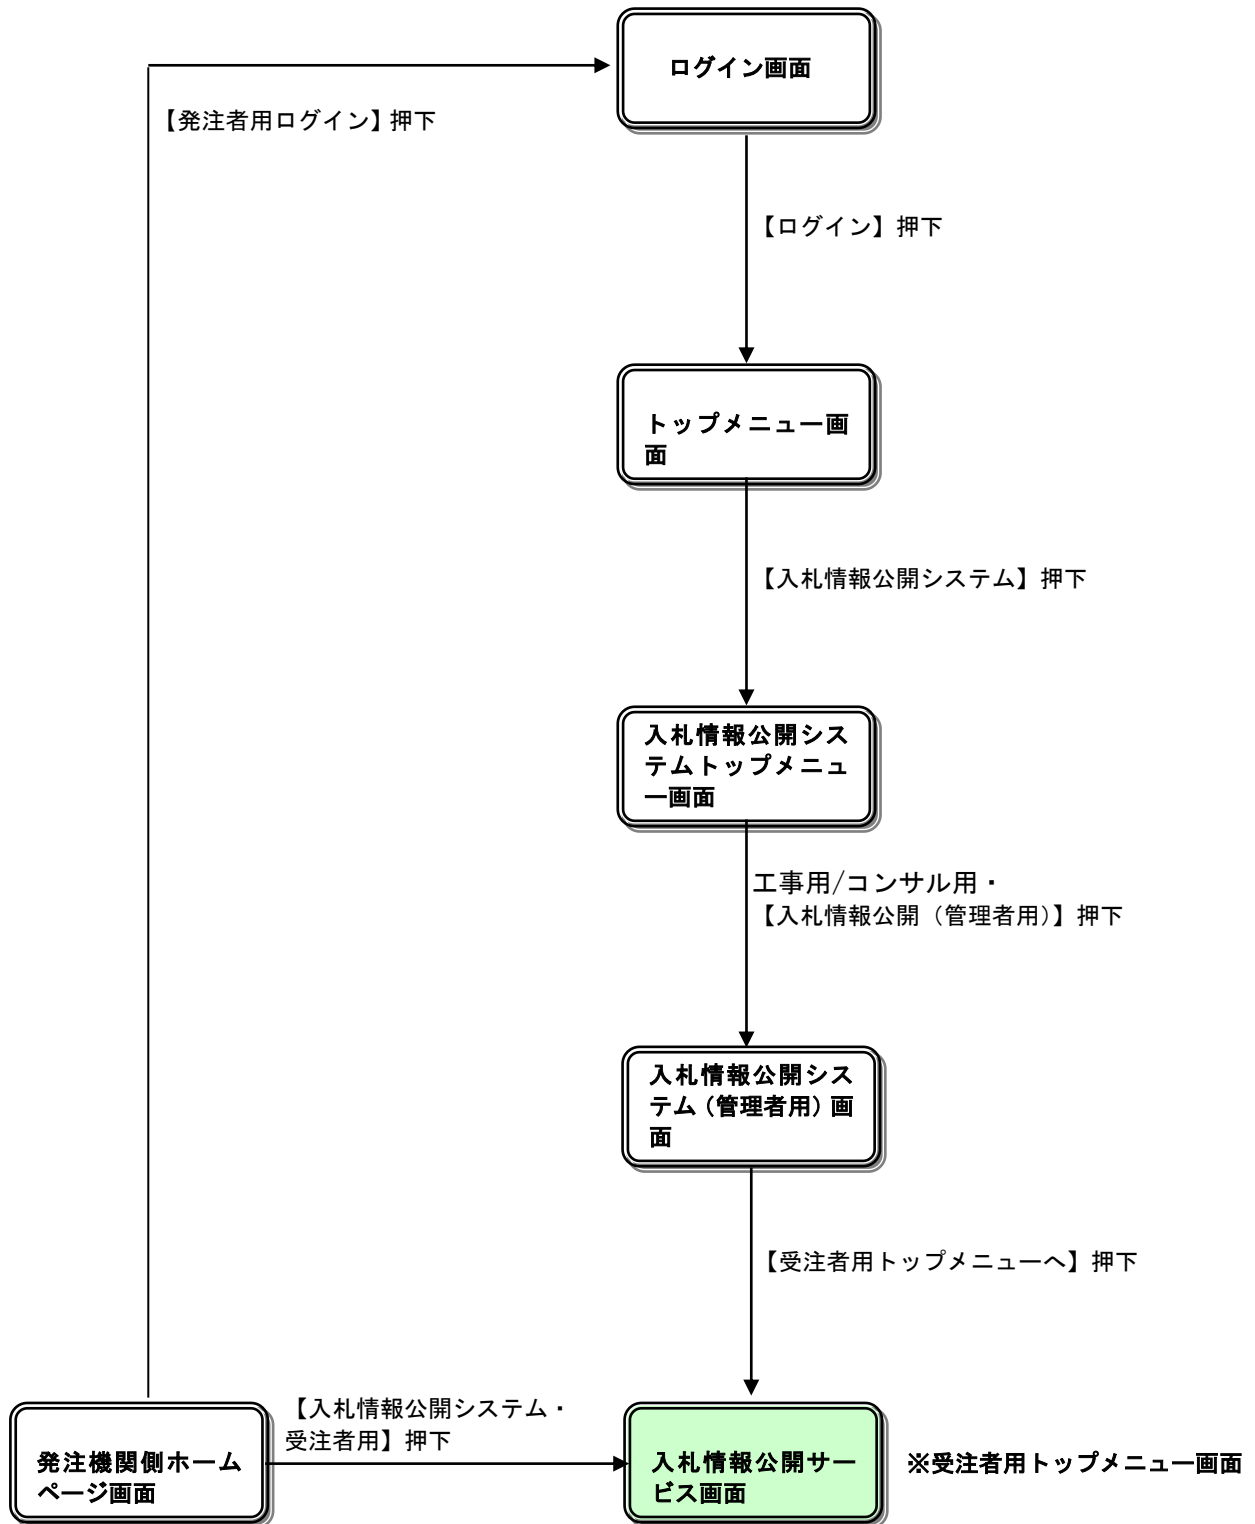 ログイン画面
【発注者用ログイン】押下
【ログイン】押下
トップメニュー画
面
【入札情報公開システム】押下
入札情報公開シス
テムトップメニュ
ー画面
工事用/コンサル用・
【入札情報公開（管理者用）】押下
入札情報公開シス
テム（管理者用）画
面
【受注者用トップメニューへ】押下
【入札情報公開システム・
受注者用】押下
発注機関側ホーム
ページ画面
入札情報公開サー
ビス画面
※受注者用トップメニュー画面